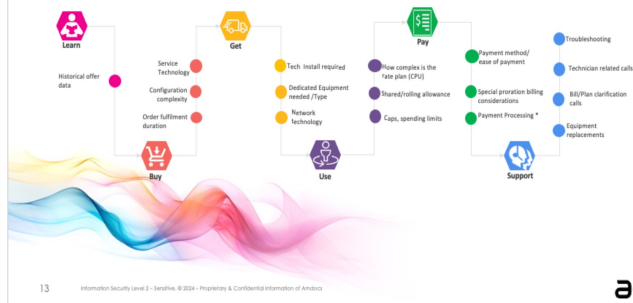 Learn
Historical offer
data
Buy
Service
Technology
Configuration
complexity
Order fulfilment
duration
Get
Tech Install required
Dedicated Equipment
needed /Type
Network
technology
Use
How complex is the
rate plan (CPU)
Shared/rolling allowance
Caps, spending limits
Pay
Payment method/
ease of payment
Special proration billing
considerations
Payment Processing *
Support
Troubleshooting
Technician related calls
Bill/Plan clarification
calls
Equipment
replacements
13
Information Security Level 2 – Sensitive. © 2024 – Proprietary & Confidential Information of Amdocs
a